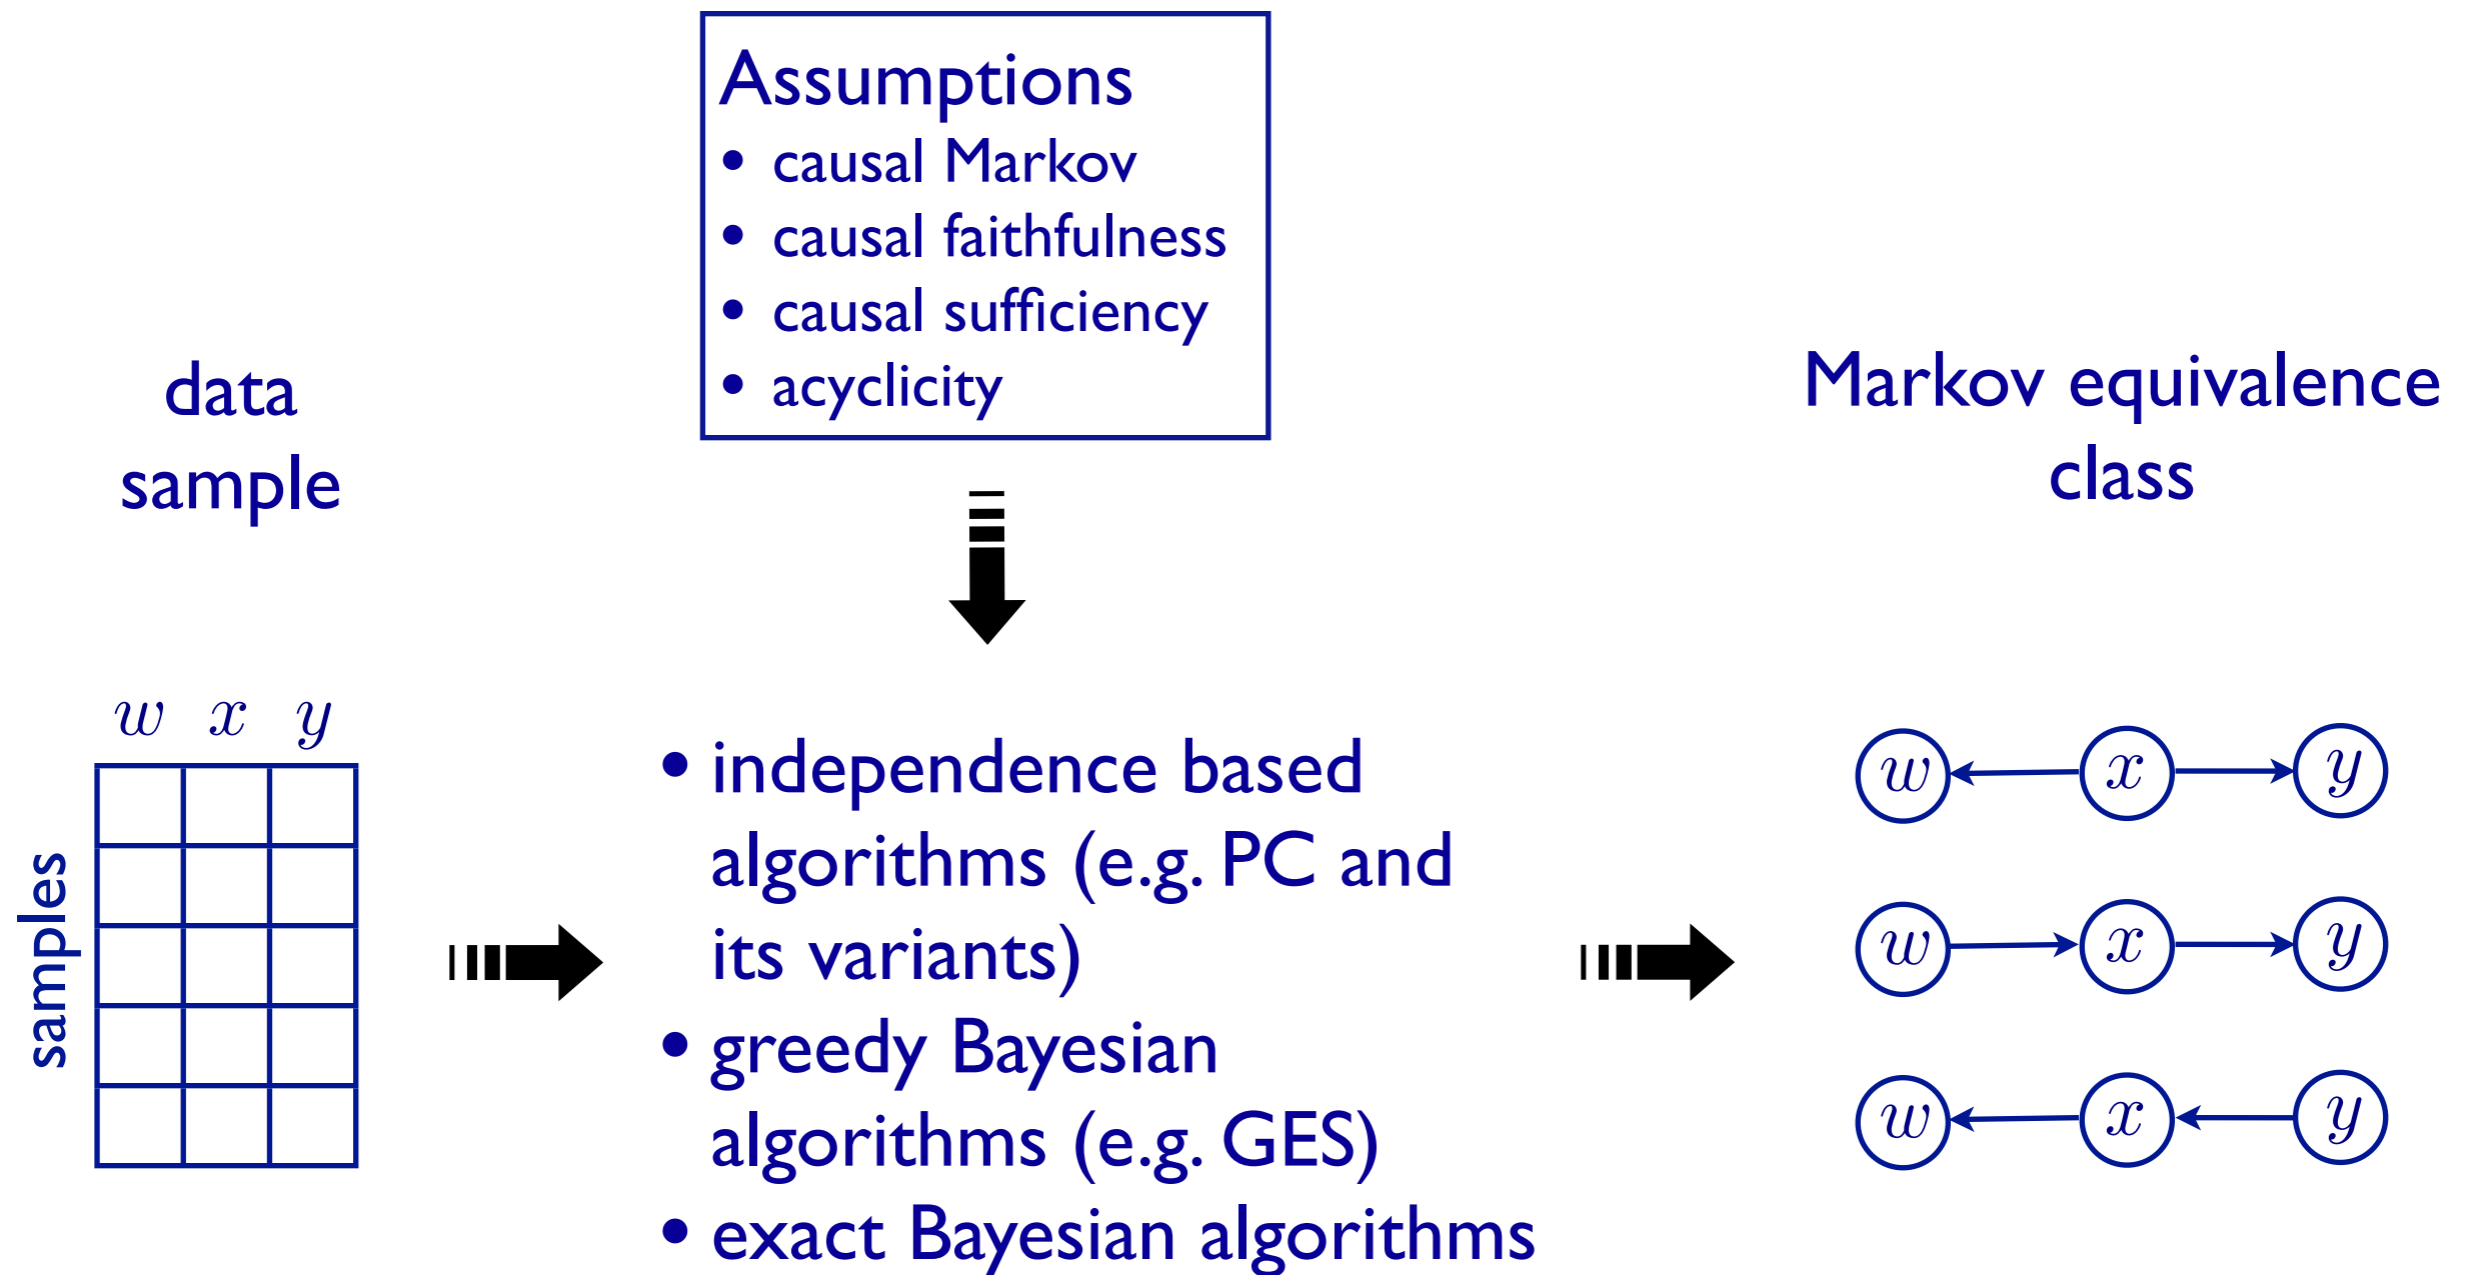 Assumptions
• causal Markov
• causal faithfulness
• causal sufficiency
• acyclicity
data
sample
Markov equivalence
class
w x y
samples
• independence based
algorithms (e.g. PC and
its variants)
• greedy Bayesian
algorithms (e.g. GES)
• exact Bayesian algorithms
w x y
w x y
w x y